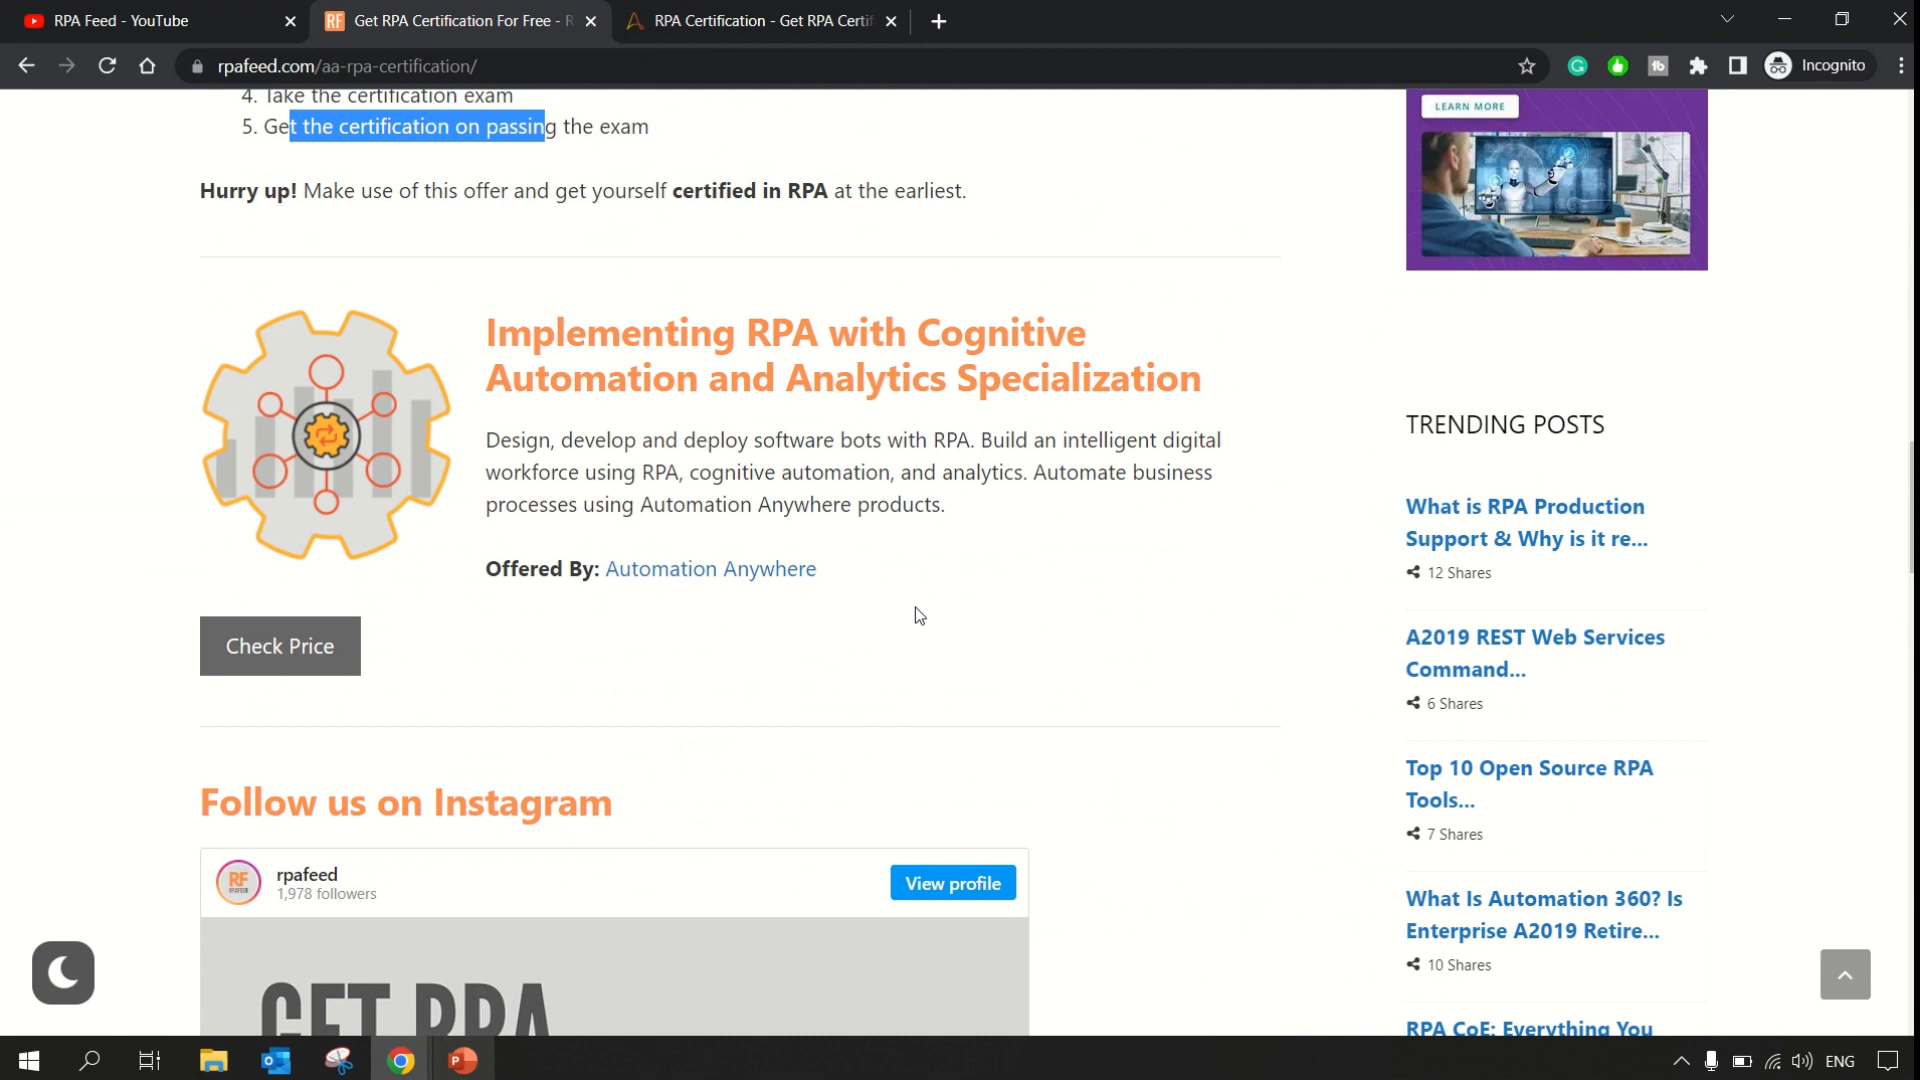 RPA Feed - YouTube
Get RPA Certification For Free - R
RPA Certification - Get RPA Certif
rpafeed.com/aa-rpa-certification/
Incognito
4. Take the certification exam
5. Get the certification on passing the exam
Hurry up! Make use of this offer and get yourself certified in RPA at the earliest.
Implementing RPA with Cognitive
Automation and Analytics Specialization
Design, develop and deploy software bots with RPA. Build an intelligent digital
workforce using RPA, cognitive automation, and analytics. Automate business
processes using Automation Anywhere products.
Offered By: Automation Anywhere
Check Price
Follow us on Instagram
RF
rpafeed
1,978 followers
View profile
GET RPA
LEARN MORE
TRENDING POSTS
What is RPA Production
Support & Why is it re...
12 Shares
A2019 REST Web Services
Command...
6 Shares
Top 10 Open Source RPA
Tools...
7 Shares
What Is Automation 360? Is
Enterprise A2019 Retire...
10 Shares
RPA CoE: Everything You
ENG